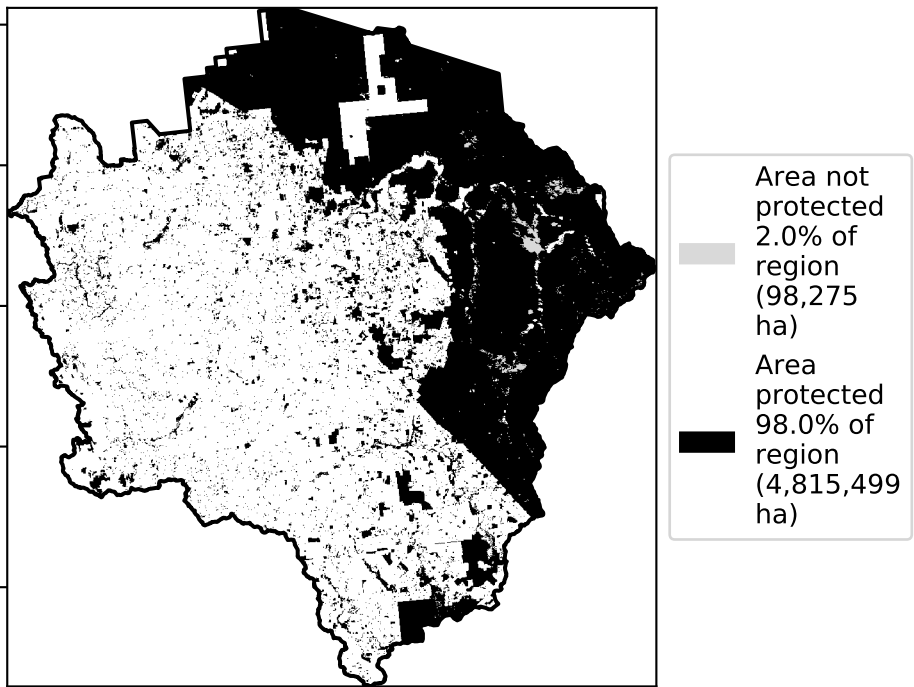 Area not
protected
2.0% of
region
(98,275
ha)
Area
protected
98.0% of
region
(4,815,499
ha)